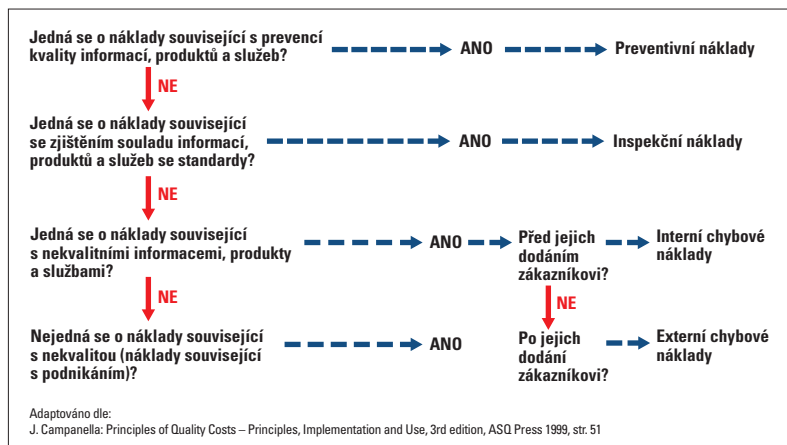 Jedná se o náklady související s prevencí
kvality informací, produktů a služeb?
ANO
Preventivní náklady
NE
Jedná se o náklady související
se zjištěním souladu informací,
produktů a služeb se standardy?
ANO
Inspekční náklady
NE
Jedná se o náklady související
s nekvalitními informacemi, produkty
a službami?
ANO
Před jejich
dodáním
zákazníkovi?
Interní chybové
náklady
NE
NE
Nejedná se o náklady související
s nekvalitou (náklady související
s podnikáním)?
ANO
Po jejich
dodání
zákazníkovi?
Externí chybové
náklady
Adaptováno dle:
J. Campanella: Principles of Quality Costs – Principles, Implementation and Use, 3rd edition, ASQ Press 1999, str. 51